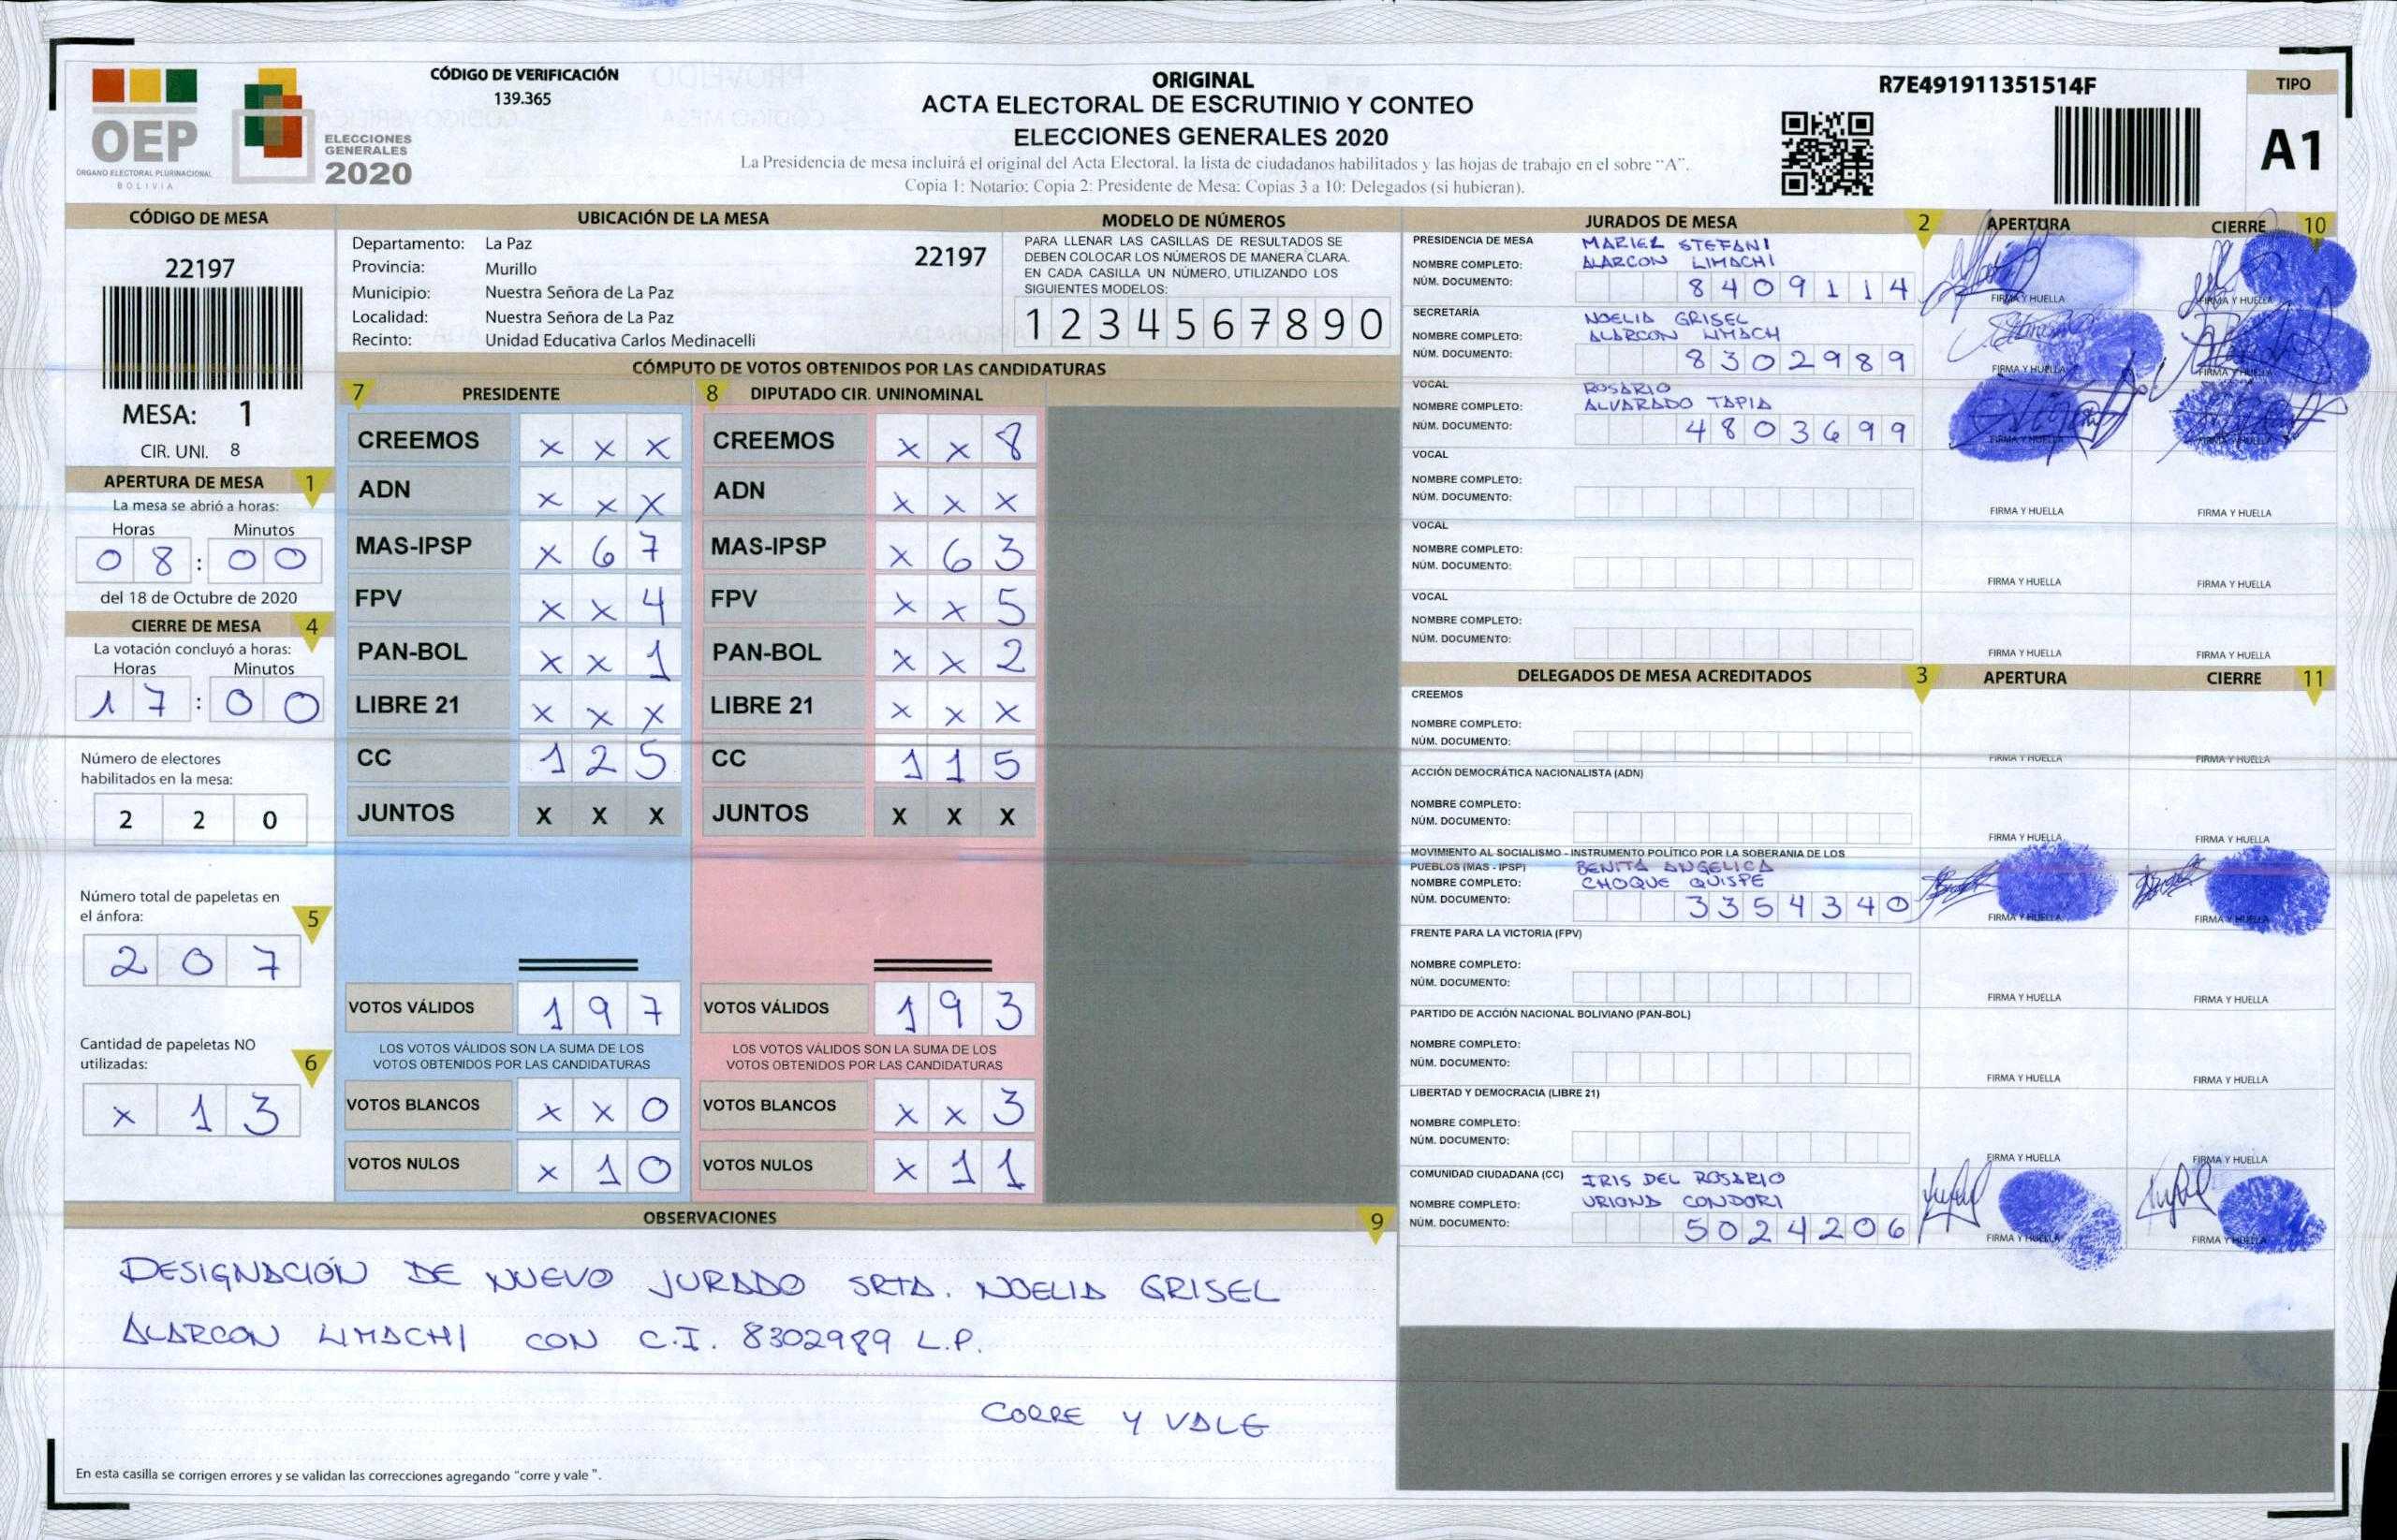 CÓDIGO DE VERIFICACIÓN
139.365
OEP
ÓRGANO ELECTORAL PLURINACIONAL
BOLIVIA
ELECCIONES
GENERALES
2020
ORIGINAL
ACTA ELECTORAL DE ESCRUTINIO Y CONTEO
ELECCIONES GENERALES 2020
La Presidencia de mesa incluirá el original del Acta Electoral, la lista de ciudadanos habilitados y las hojas de trabajo en el sobre "A".
Copia 1: Notario; Copia 2: Presidente de Mesa; Copias 3 a 10: Delegados (si hubieran).
R7E491911351514F
TIPO
A1
CÓDIGO DE MESA
22197
MESA: 1
CIR. UNI. 8
APERTURA DE MESA 1
La mesa se abrió a horas:
Horas Minutos
08:00
del 18 de Octubre de 2020
CIERRE DE MESA 4
La votación concluyó a horas:
Horas Minutos
17:00
Número de electores
habilitados en la mesa:
2 2 0
Número total de papeletas en
el ánfora: 5
2 0 7
Cantidad de papeletas NO
utilizadas: 6
x 1 3
UBICACIÓN DE LA MESA
Departamento: La Paz 22197
Provincia: Murillo
Municipio: Nuestra Señora de La Paz
Localidad: Nuestra Señora de La Paz
Recinto: Unidad Educativa Carlos Medinacelli
MODELO DE NÚMEROS
PARA LLENAR LAS CASILLAS DE RESULTADOS SE
DEBEN COLOCAR LOS NÚMEROS DE MANERA CLARA.
EN CADA CASILLA UN NÚMERO, UTILIZANDO LOS
SIGUIENTES MODELOS:
1 2 3 4 5 6 7 8 9 0
CÓMPUTO DE VOTOS OBTENIDOS POR LAS CANDIDATURAS
7 PRESIDENTE 8 DIPUTADO CIR. UNINOMINAL
CREEMOS x x x CREEMOS x x 8
ADN x x x ADN x x x
MAS-IPSP x 6 7 MAS-IPSP x 6 3
FPV x x 4 FPV x x 5
PAN-BOL x x 1 PAN-BOL x x 2
LIBRE 21 x x x LIBRE 21 x x x
CC 1 2 5 CC 1 1 5
JUNTOS X X X JUNTOS X X X
VOTOS VÁLIDOS 1 9 7 VOTOS VÁLIDOS 1 9 3
LOS VOTOS VÁLIDOS SON LA SUMA DE LOS LOS VOTOS VÁLIDOS SON LA SUMA DE LOS
VOTOS OBTENIDOS POR LAS CANDIDATURAS VOTOS OBTENIDOS POR LAS CANDIDATURAS
VOTOS BLANCOS x x 0 VOTOS BLANCOS x x 3
VOTOS NULOS x 1 0 VOTOS NULOS x 1 1
OBSERVACIONES 9
DESIGNACIÓN DE NUEVO JURADO SRTA. NOELIA GRISEL
ALARCON LIMACHI CON C.I. 8302989 L.P.
CORRE Y VALE
En esta casilla se corrigen errores y se validan las correcciones agregando "corre y vale".
JURADOS DE MESA 2 APERTURA CIERRE 10
PRESIDENCIA DE MESA MARIEL STEFANI
NOMBRE COMPLETO: ALARCON LIMACHI
NÚM. DOCUMENTO: 8409114 FIRMA Y HUELLA FIRMA Y HUELLA
SECRETARÍA NOELIA GRISEL
NOMBRE COMPLETO: ALARCON LIMACH
NÚM. DOCUMENTO: 8302989 FIRMA Y HUELLA FIRMA Y HUELLA
VOCAL ROSARIO
NOMBRE COMPLETO: ALVARADO TAPIA
NÚM. DOCUMENTO: 4803699 FIRMA Y HUELLA FIRMA Y HUELLA
VOCAL
NOMBRE COMPLETO:
NÚM. DOCUMENTO: FIRMA Y HUELLA FIRMA Y HUELLA
VOCAL
NOMBRE COMPLETO:
NÚM. DOCUMENTO: FIRMA Y HUELLA FIRMA Y HUELLA
VOCAL
NOMBRE COMPLETO:
NÚM. DOCUMENTO: FIRMA Y HUELLA FIRMA Y HUELLA
DELEGADOS DE MESA ACREDITADOS 3 APERTURA CIERRE 11
CREEMOS
NOMBRE COMPLETO:
NÚM. DOCUMENTO: FIRMA Y HUELLA FIRMA Y HUELLA
ACCIÓN DEMOCRÁTICA NACIONALISTA (ADN)
NOMBRE COMPLETO:
NÚM. DOCUMENTO: FIRMA Y HUELLA FIRMA Y HUELLA
MOVIMIENTO AL SOCIALISMO - INSTRUMENTO POLÍTICO POR LA SOBERANIA DE LOS
PUEBLOS (MAS - IPSP) BENITA ANGELICA
NOMBRE COMPLETO: CHOQUE QUISPE
NÚM. DOCUMENTO: 3354340 FIRMA Y HUELLA FIRMA Y HUELLA
FRENTE PARA LA VICTORIA (FPV)
NOMBRE COMPLETO:
NÚM. DOCUMENTO: FIRMA Y HUELLA FIRMA Y HUELLA
PARTIDO DE ACCIÓN NACIONAL BOLIVIANO (PAN-BOL)
NOMBRE COMPLETO:
NÚM. DOCUMENTO: FIRMA Y HUELLA FIRMA Y HUELLA
LIBERTAD Y DEMOCRACIA (LIBRE 21)
NOMBRE COMPLETO:
NÚM. DOCUMENTO: FIRMA Y HUELLA FIRMA Y HUELLA
COMUNIDAD CIUDADANA (CC) IRIS DEL ROSARIO
NOMBRE COMPLETO: URIONA CONDORI
NÚM. DOCUMENTO: 5024206 FIRMA Y HUELLA FIRMA Y HUELLA